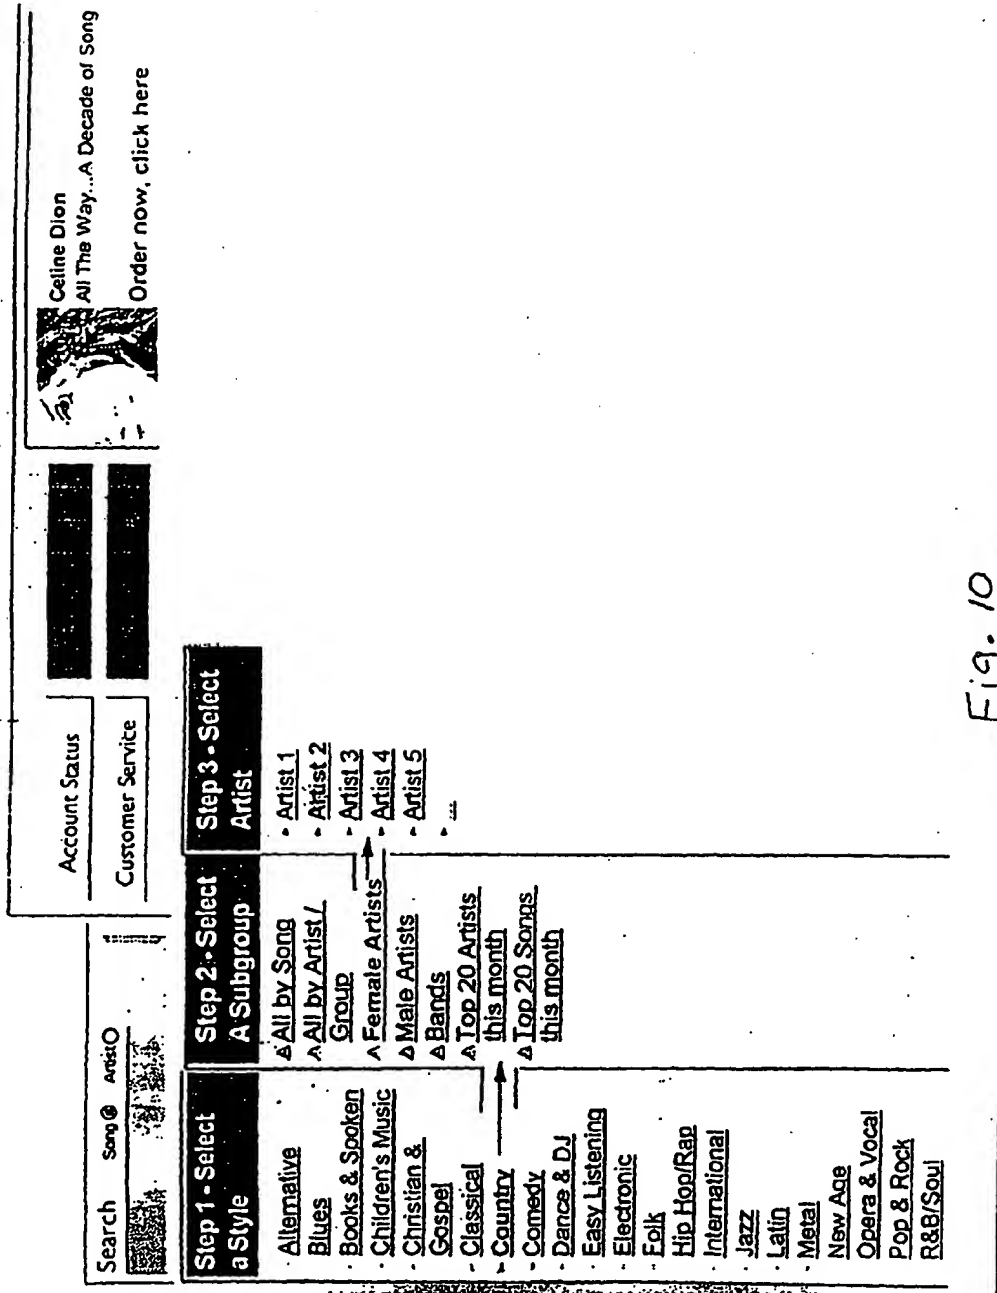 Search Song Artist
Account Status
Customer Service
Celine Dion
All The Way...A Decade of Song
Order now, click here
Step 1 - Select
a Style
Alternative
Blues
Books & Spoken
Children's Music
Christian &
Gospel
Classical
Country
Comedy
Dance & DJ
Easy Listening
Electronic
Folk
Hip Hop/Rap
International
Jazz
Latin
Metal
New Age
Opera & Vocal
Pop & Rock
R&B/Soul
Step 2 - Select
A Subgroup
All by Song
All by Artist /
Group
Female Artists
Male Artists
Bands
Top 20 Artists
this month
Top 20 Songs
this month
Step 3 - Select
Artist
Artist 1
Artist 2
Artist 3
Artist 4
Artist 5
...
Fig. 10